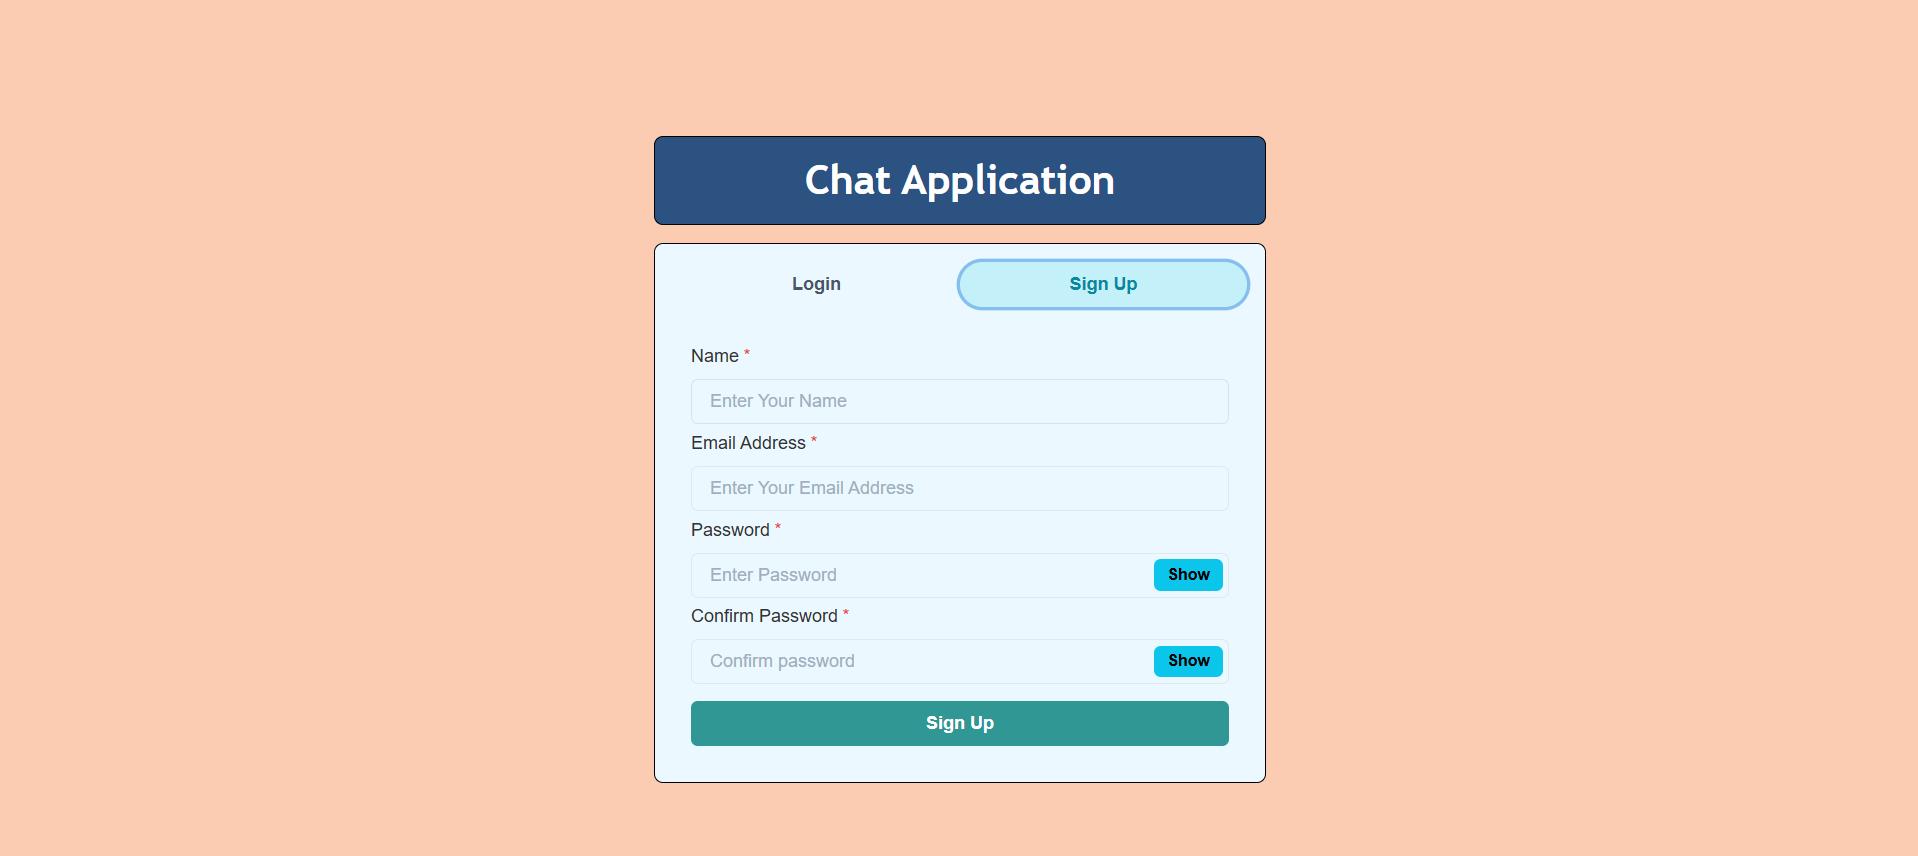 Chat Application
Login Sign Up
Name *
Enter Your Name
Email Address *
Enter Your Email Address
Password *
Enter Password Show
Confirm Password *
Confirm password Show
Sign Up